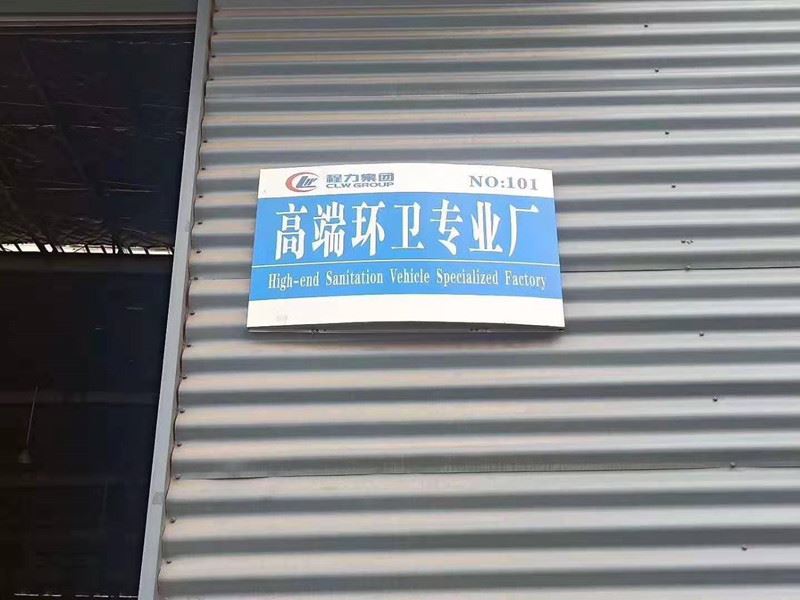 程力集团
CLW GROUP
NO:101
高端环卫专业厂
High-end Sanitation Vehicle Specialized Factory